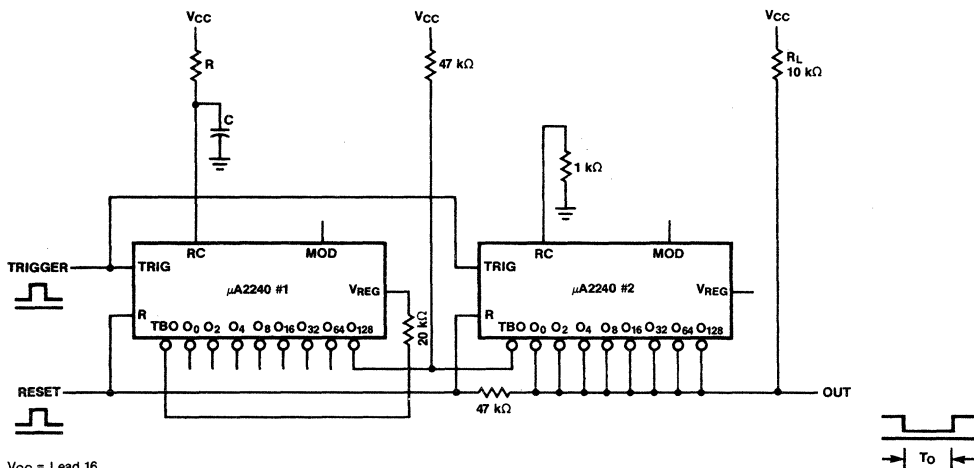 VCC VCC VCC
R 47 kΩ RL
10 kΩ
C
1 kΩ
RC MOD RC MOD
TRIGGER TRIG TRIG
μA2240 #1 VREG μA2240 #2 VREG
R R
TBO O0 O2 O4 O8 O16 O32 O64 O128 20 kΩ TBO O0 O2 O4 O8 O16 O32 O64 O128
RESET OUT
47 kΩ
TO
VCC = Lead 16